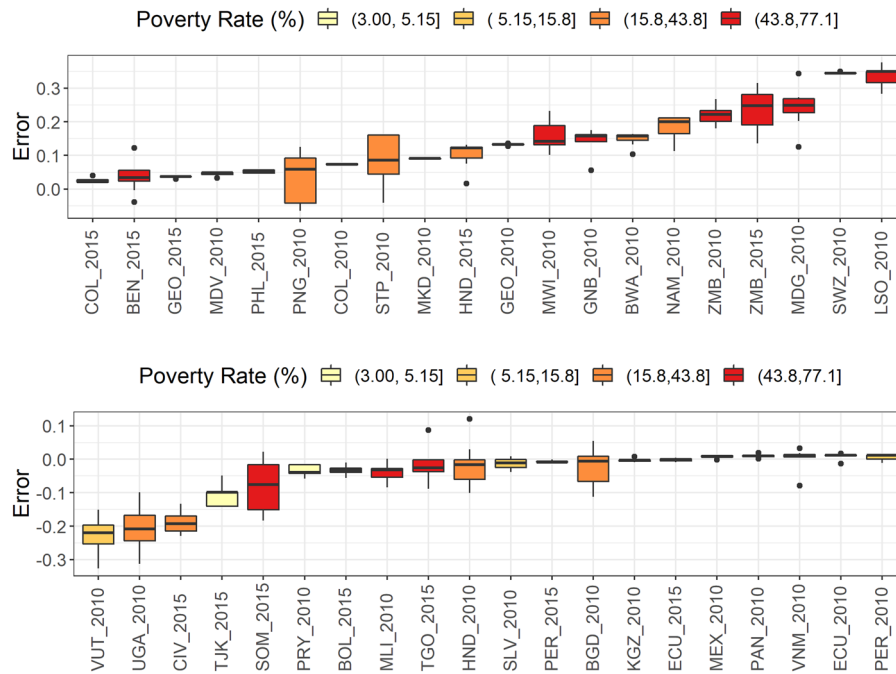 Poverty Rate (%) (3.00, 5.15] ( 5.15,15.8] (15.8,43.8] (43.8,77.1]
Error
0.3
0.2
0.1
0.0
COL_2015 BEN_2015 GEO_2015 MDV_2010 PHL_2015 PNG_2010 COL_2010 STP_2010 MKD_2010 HND_2015 GEO_2010 MWI_2010 GNB_2010 BWA_2010 NAM_2010 ZMB_2010 ZMB_2015 MDG_2010 SWZ_2010 LSO_2010
Poverty Rate (%) (3.00, 5.15] ( 5.15,15.8] (15.8,43.8] (43.8,77.1]
Error
0.1
0.0
-0.1
-0.2
-0.3
VUT_2010 UGA_2010 CIV_2015 TJK_2015 SOM_2015 PRY_2010 BOL_2015 MLI_2010 TGO_2015 HND_2010 SLV_2010 PER_2015 BGD_2010 KGZ_2010 ECU_2015 MEX_2010 PAN_2010 VNM_2010 ECU_2010 PER_2010